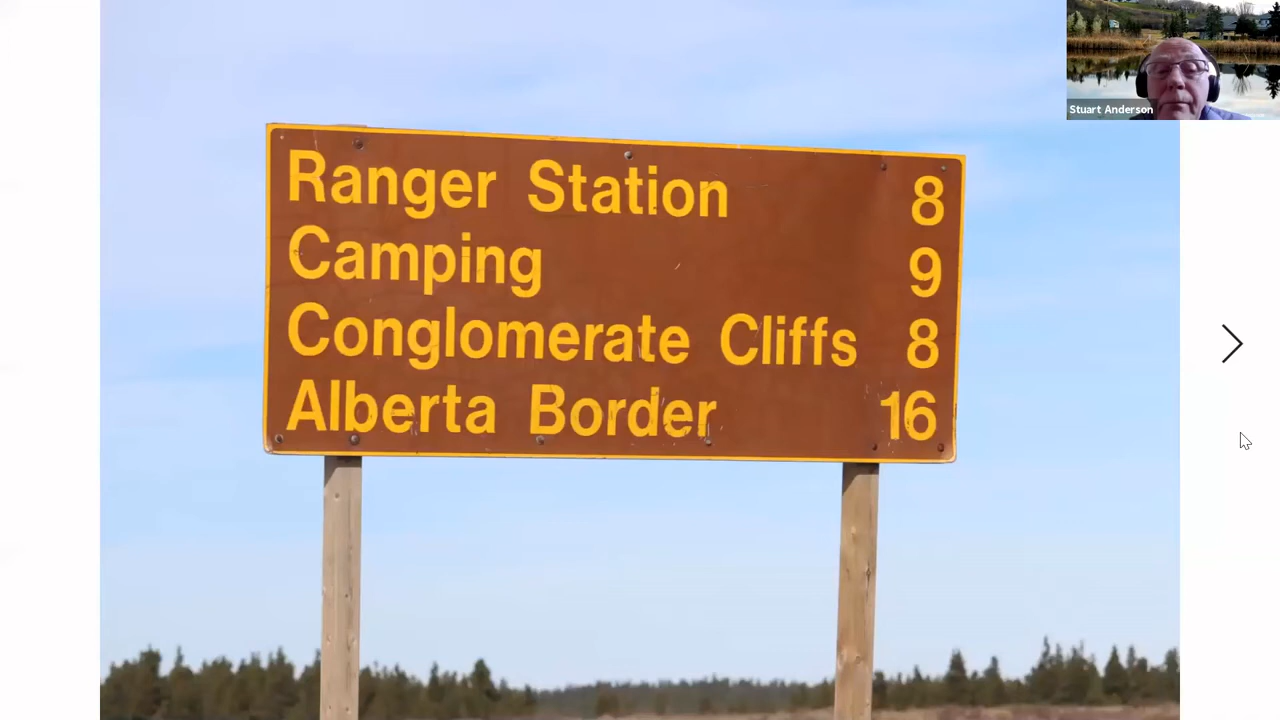 Stuart Anderson
Ranger Station 8
Camping 9
Conglomerate Cliffs 8
Alberta Border 16